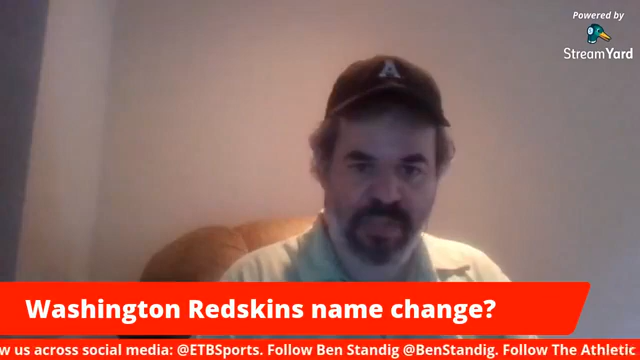 Powered by
StreamYard
A
Washington Redskins name change?
w us across social media: @ETBSports. Follow Ben Standig @BenStandig. Follow The Athletic